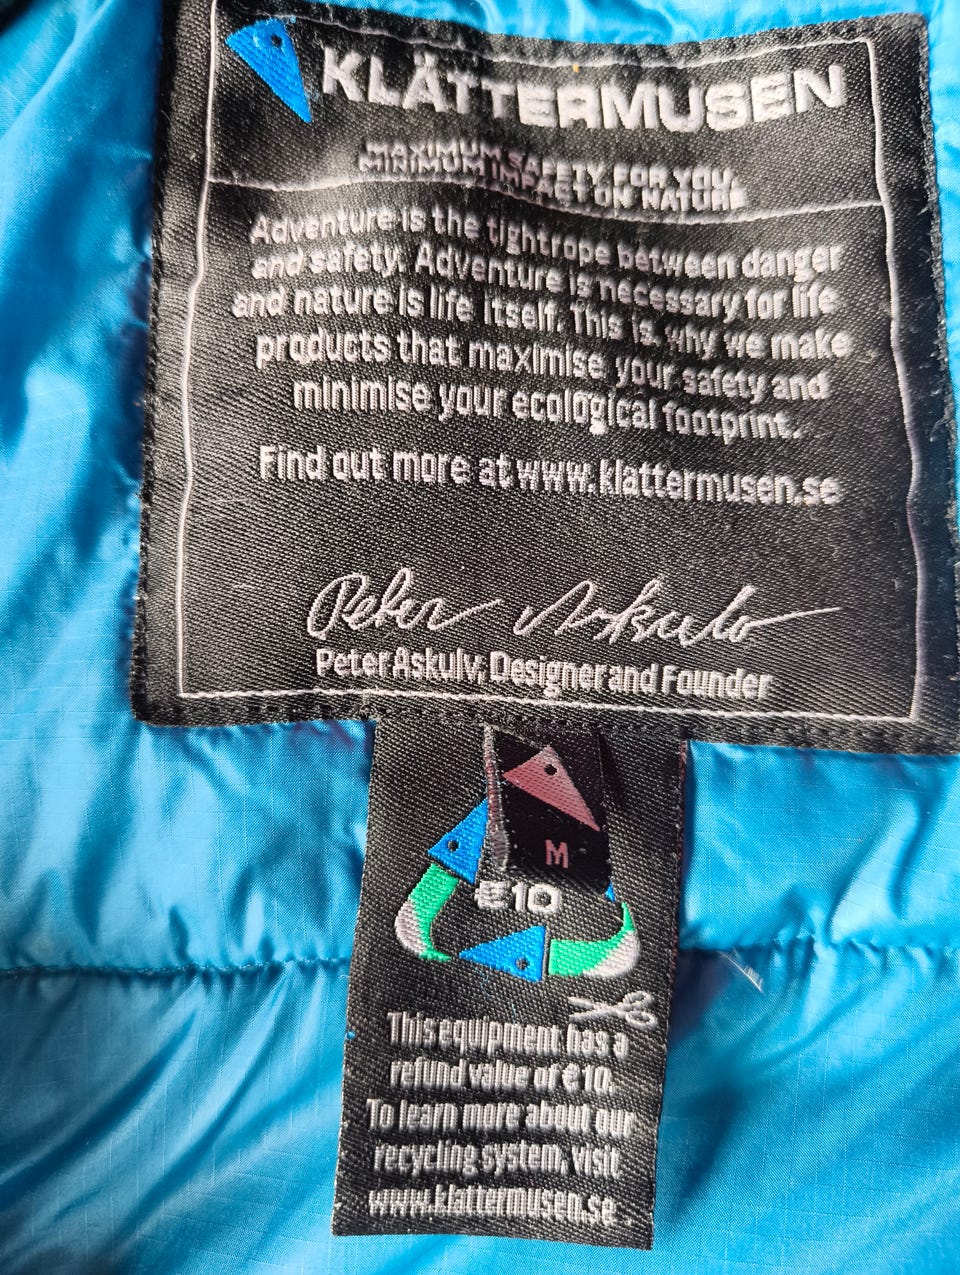 KLÄTTERMUSEN
MAXIMUM SAFETY FOR YOU
MINIMUM IMPACT ON NATURE
Adventure is the tightrope between danger
and safety. Adventure is necessary for life
and nature is life itself. This is why we make
products that maximise your safety and
minimise your ecological footprint.
Find out more at www.klattermusen.se
Peter Askulv
Peter Askulv, Designer and Founder
M
€10
This equipment has a
refund value of €10.
To learn more about our
recycling system, visit
www.klattermusen.se